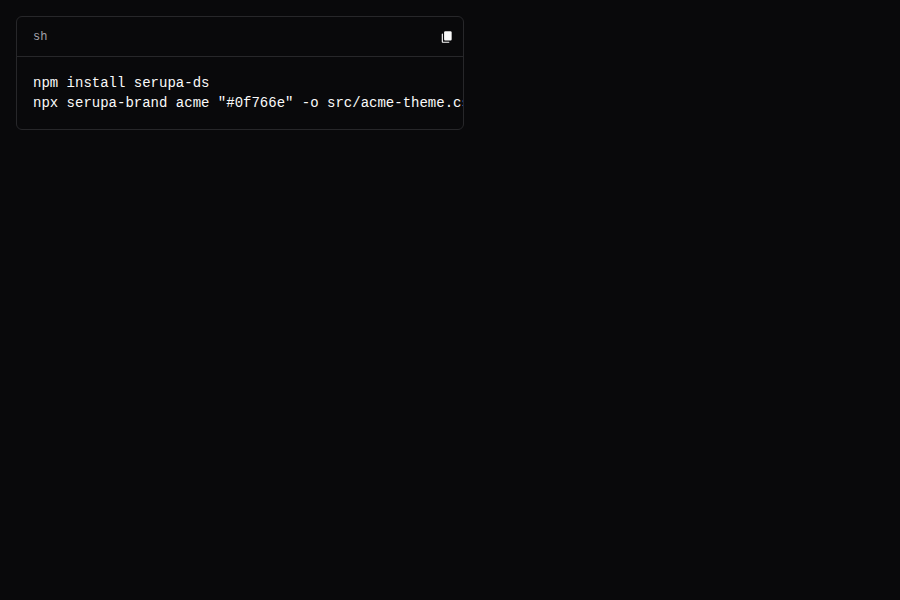 sh
npm install serupa-ds
npx serupa-brand acme "#0f766e" -o src/acme-theme.c